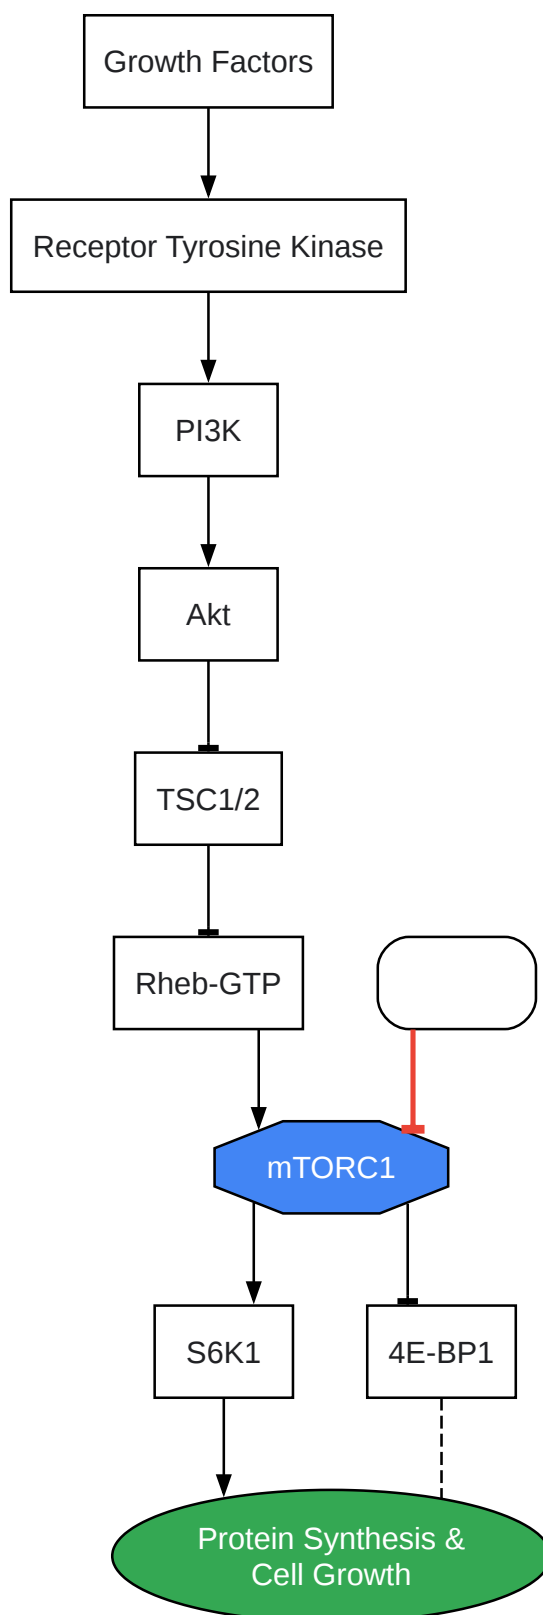 Growth Factors
Receptor Tyrosine Kinase
PI3K
Akt
TSC1/2
Rheb-GTP
mTORC1
S6K1
4E-BP1
Protein Synthesis &
Cell Growth